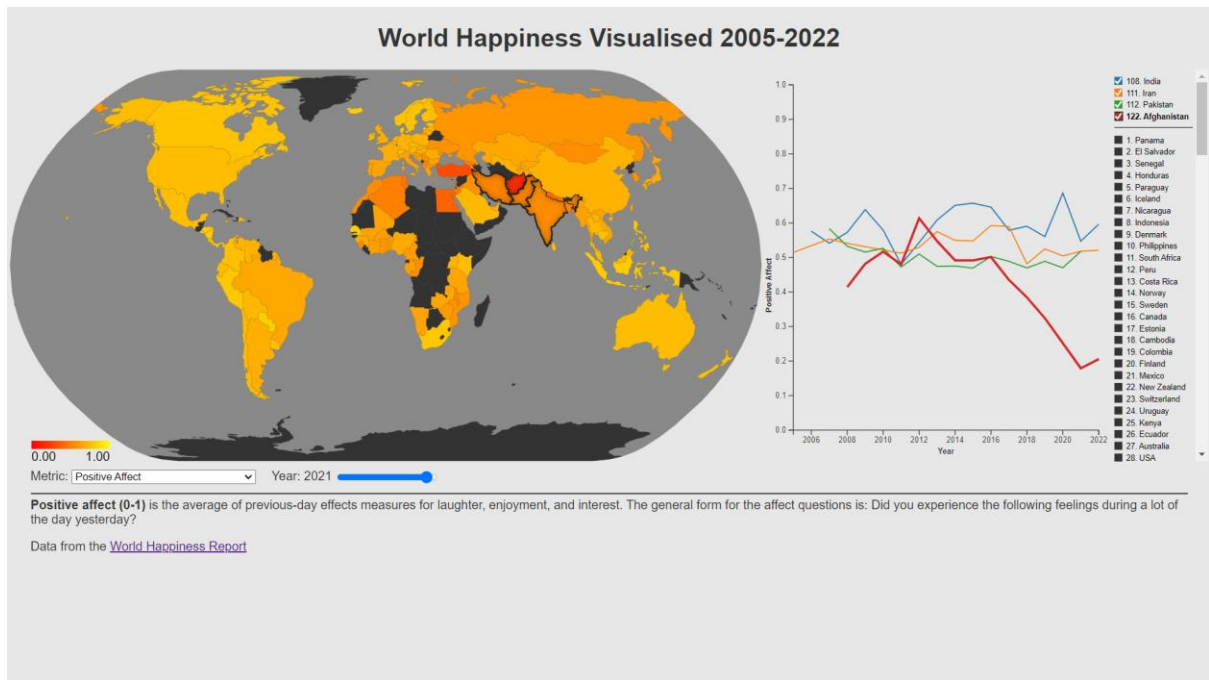 World Happiness Visualised 2005-2022
1.0
0.9
0.8
0.7
0.6
0.5
0.4
0.3
0.2
0.1
0.0
Positive Affect
2006 2008 2010 2012 2014 2016 2018 2020 2022
Year
108. India
111. Iran
112. Pakistan
122. Afghanistan
1. Panama
2. El Salvador
3. Senegal
4. Honduras
5. Paraguay
6. Iceland
7. Nicaragua
8. Indonesia
9. Denmark
10. Philippines
11. South Africa
12. Peru
13. Costa Rica
14. Norway
15. Sweden
16. Canada
17. Estonia
18. Cambodia
19. Colombia
20. Finland
21. Mexico
22. New Zealand
23. Switzerland
24. Uruguay
25. Kenya
26. Ecuador
27. Australia
28. USA
0.00 1.00
Metric: Positive Affect Year: 2021
Positive affect (0-1) is the average of previous-day effects measures for laughter, enjoyment, and interest. The general form for the affect questions is: Did you experience the following feelings during a lot of
the day yesterday?
Data from the World Happiness Report